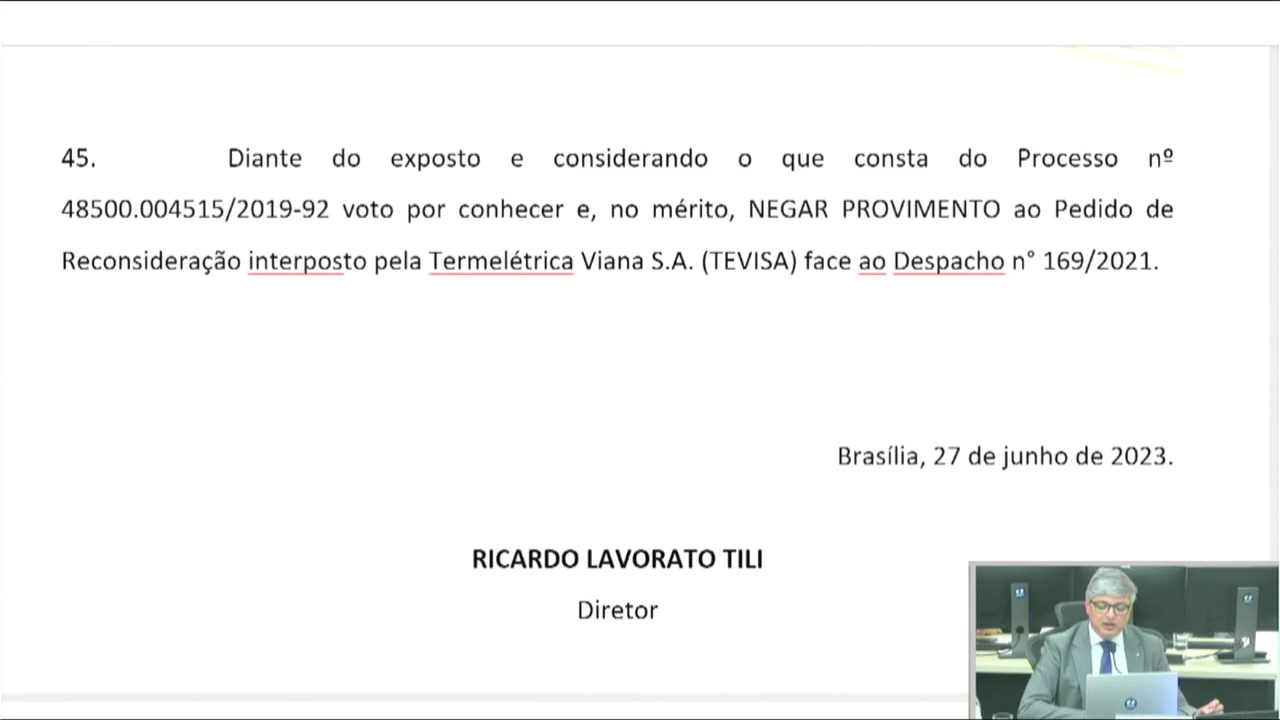 45. Diante do exposto e considerando o que consta do Processo nº
48500.004515/2019-92 voto por conhecer e, no mérito, NEGAR PROVIMENTO ao Pedido de
Reconsideração interposto pela Termelétrica Viana S.A. (TEVISA) face ao Despacho n° 169/2021.
Brasília, 27 de junho de 2023.
RICARDO LAVORATO TILI
Diretor